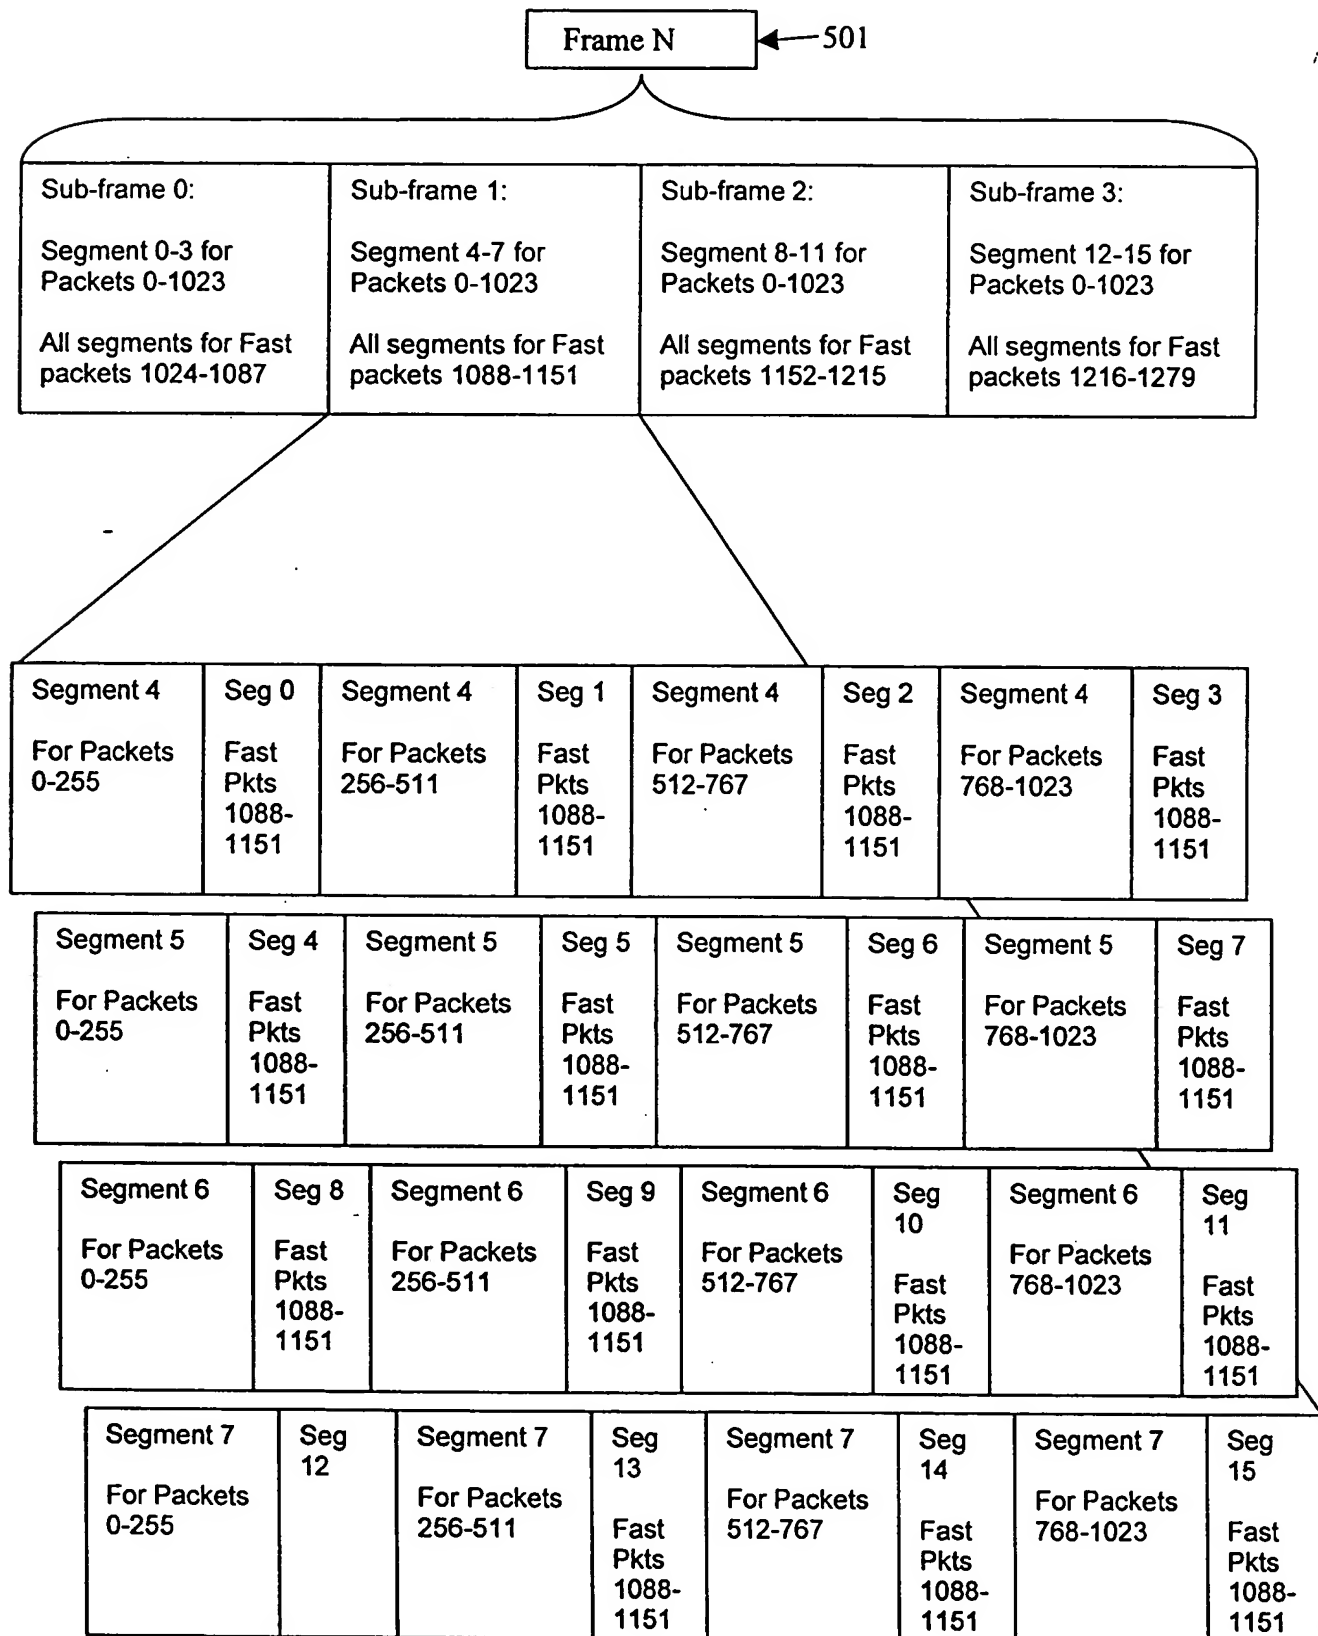 Frame N
501
Sub-frame 0:
Segment 0-3 for
Packets 0-1023
All segments for Fast
packets 1024-1087
Sub-frame 1:
Segment 4-7 for
Packets 0-1023
All segments for Fast
packets 1088-1151
Sub-frame 2:
Segment 8-11 for
Packets 0-1023
All segments for Fast
packets 1152-1215
Sub-frame 3:
Segment 12-15 for
Packets 0-1023
All segments for Fast
packets 1216-1279
Segment 4
For Packets
0-255
Seg 0
Fast
Pkts
1088-
1151
Segment 4
For Packets
256-511
Seg 1
Fast
Pkts
1088-
1151
Segment 4
For Packets
512-767
Seg 2
Fast
Pkts
1088-
1151
Segment 4
For Packets
768-1023
Seg 3
Fast
Pkts
1088-
1151
Segment 5
For Packets
0-255
Seg 4
Fast
Pkts
1088-
1151
Segment 5
For Packets
256-511
Seg 5
Fast
Pkts
1088-
1151
Segment 5
For Packets
512-767
Seg 6
Fast
Pkts
1088-
1151
Segment 5
For Packets
768-1023
Seg 7
Fast
Pkts
1088-
1151
Segment 6
For Packets
0-255
Seg 8
Fast
Pkts
1088-
1151
Segment 6
For Packets
256-511
Seg 9
Fast
Pkts
1088-
1151
Segment 6
For Packets
512-767
Seg
10
Fast
Pkts
1088-
1151
Segment 6
For Packets
768-1023
Seg
11
Fast
Pkts
1088-
1151
Segment 7
For Packets
0-255
Seg
12
Segment 7
For Packets
256-511
Seg
13
Fast
Pkts
1088-
1151
Segment 7
For Packets
512-767
Seg
14
Fast
Pkts
1088-
1151
Segment 7
For Packets
768-1023
Seg
15
Fast
Pkts
1088-
1151